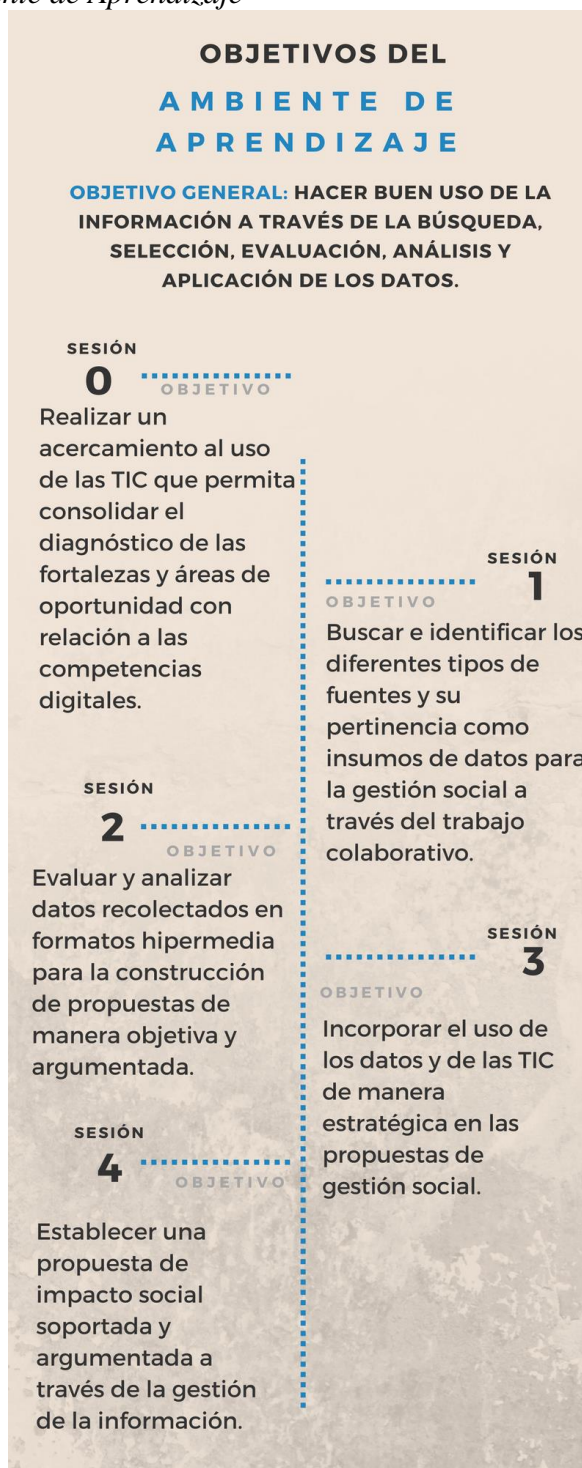 de Aprendizaje
OBJETIVOS DEL
AMBIENTE DE
APRENDIZAJE
OBJETIVO GENERAL: HACER BUEN USO DE LA
INFORMACIÓN A TRAVÉS DE LA BÚSQUEDA,
SELECCIÓN, EVALUACIÓN, ANÁLISIS Y
APLICACIÓN DE LOS DATOS.
SESIÓN
0
OBJETIVO
Realizar un
acercamiento al uso
de las TIC que permita
consolidar el
diagnóstico de las
fortalezas y áreas de
oportunidad con
relación a las
competencias
digitales.
SESIÓN
1
OBJETIVO
Buscar e identificar los
diferentes tipos de
fuentes y su
pertinencia como
insumos de datos para
la gestión social a
través del trabajo
colaborativo.
SESIÓN
2
OBJETIVO
Evaluar y analizar
datos recolectados en
formatos hipermedia
para la construcción
de propuestas de
manera objetiva y
argumentada.
SESIÓN
3
OBJETIVO
Incorporar el uso de
los datos y de las TIC
de manera
estratégica en las
propuestas de
gestión social.
SESIÓN
4
OBJETIVO
Establecer una
propuesta de
impacto social
soportada y
argumentada a
través de la gestión
de la información.